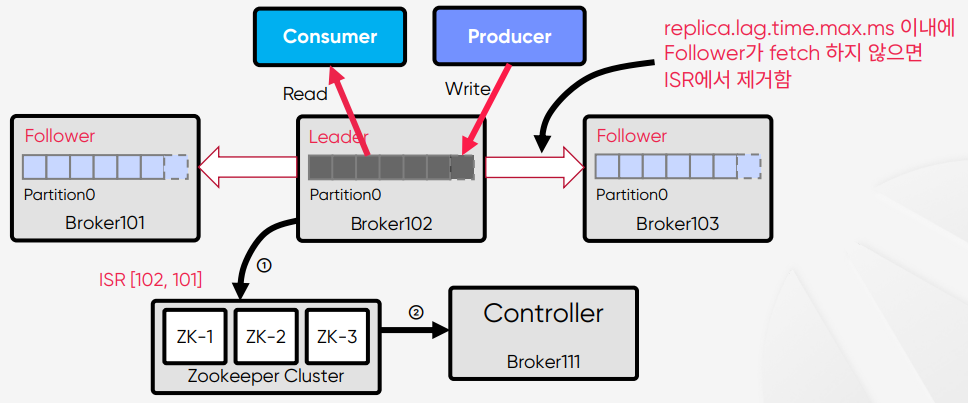 Consumer
Producer
replica.lag.time.max.ms 이내에
Follower가 fetch 하지 않으면
ISR에서 제거함
Read
Write
Follower
Partition0
Broker101
Leader
Partition0
Broker102
Follower
Partition0
Broker103
①
ISR [102, 101]
ZK-1
ZK-2
ZK-3
Zookeeper Cluster
②
Controller
Broker111